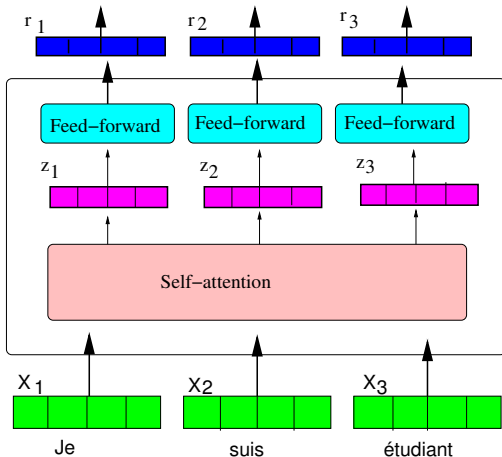 r1 r2 r3
Feed-forward Feed-forward Feed-forward
z1 z2 z3
Self-attention
X1 X2 X3
Je suis étudiant